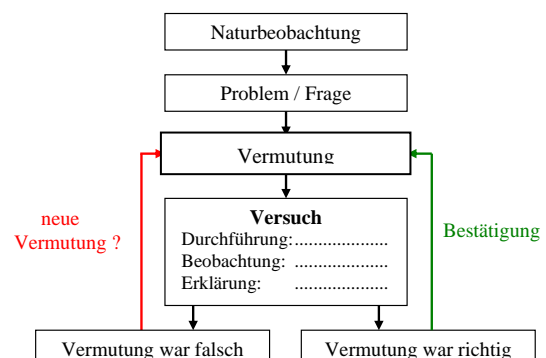 Naturbeobachtung
Problem / Frage
Vermutung
neue
Vermutung ?
Versuch
Durchführung:....................
Beobachtung: ....................
Erklärung: ....................
Bestätigung
Vermutung war falsch
Vermutung war richtig